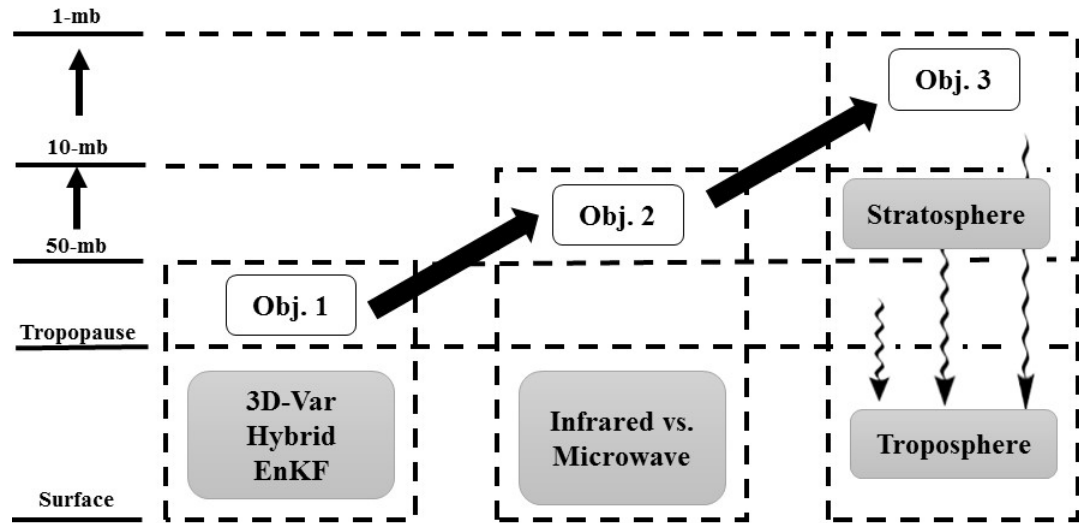 1-mb
Obj. 3
10-mb
Obj. 2
Stratosphere
50-mb
Obj. 1
Tropopause
3D-Var
Hybrid
EnKF
Infrared vs.
Microwave
Troposphere
Surface